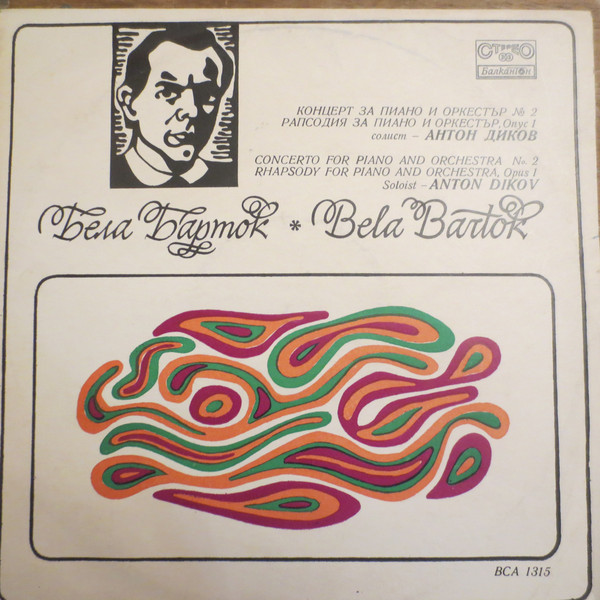 СТЕРЕО
Балкантон
КОНЦЕРТ ЗА ПИАНО И ОРКЕСТЪР № 2
РАПСОДИЯ ЗА ПИАНО И ОРКЕСТЪР, Опус 1
солист – АНТОН ДИКОВ
CONCERTO FOR PIANO AND ORCHESTRA No. 2
RHAPSODY FOR PIANO AND ORCHESTRA, Opus 1
Soloist – ANTON DIKOV
Бела Барток * Bela Bartok
BCA 1315